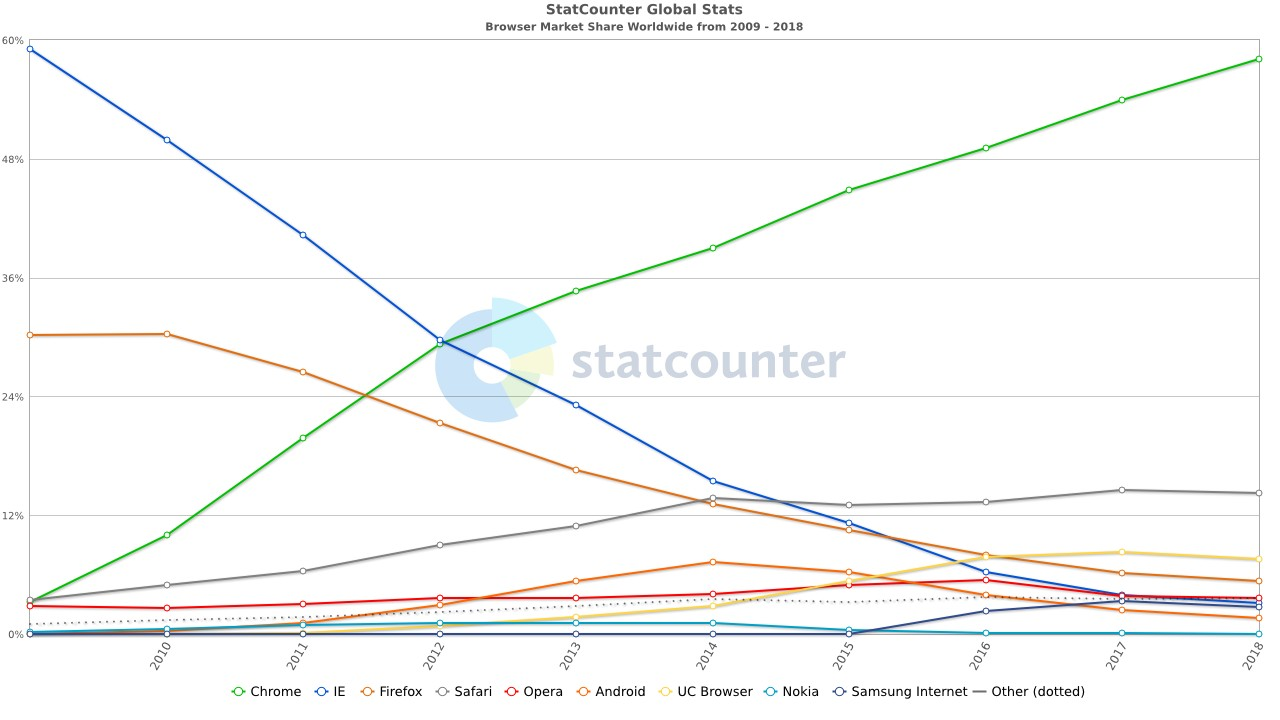 StatCounter Global Stats
Browser Market Share Worldwide from 2009 - 2018
60%
48%
36%
24%
12%
0%
statcounter
2010 2011 2012 2013 2014 2015 2016 2017 2018
Chrome IE Firefox Safari Opera Android UC Browser Nokia Samsung Internet Other (dotted)